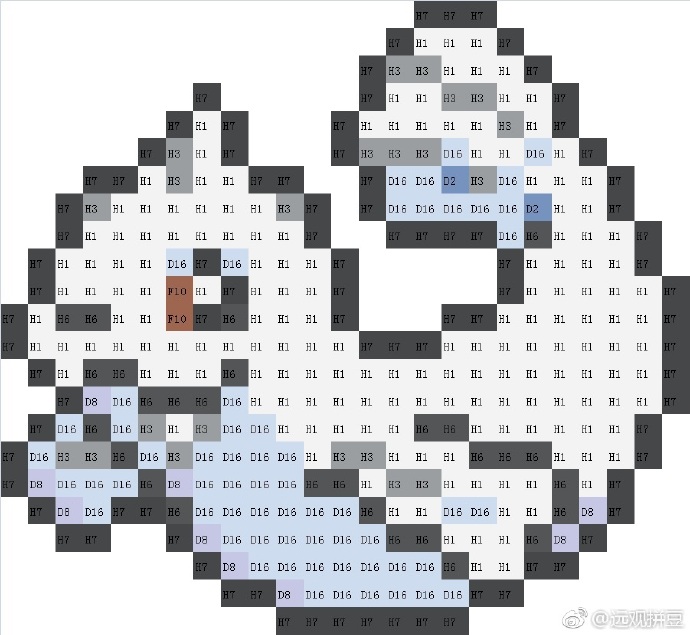 H7 H7 H7
H7 H1 H1 H1 H7
H7 H3 H3 H1 H1 H1 H7
H7 H7 H1 H1 H3 H3 H1 H1 H7
H7 H1 H7 H7 H1 H1 H1 H1 H1 H3 H1 H7
H7 H3 H1 H7 H7 H3 H3 H3 D16 H1 H1 D16 H1 H7
H7 H7 H1 H3 H1 H1 H7 H7 H7 D16 D16 D2 H3 D16 H1 H1 H1 H7
H7 H3 H1 H1 H1 H1 H1 H1 H3 H7 H7 D16 D16 D16 D16 D16 D2 H1 H1 H7
H7 H1 H1 H1 H1 H1 H1 H1 H1 H7 H7 H7 H7 H7 D16 H6 H1 H1 H1 H7
H7 H1 H1 H1 H1 D16 H7 D16 H1 H1 H1 H7 H7 H1 H1 H1 H1 H7
H7 H1 H1 H1 H1 F10 H1 H7 H1 H1 H1 H7 H7 H1 H1 H1 H1 H1 H7
H7 H1 H6 H6 H1 H1 F10 H7 H6 H1 H1 H1 H7 H7 H7 H1 H1 H1 H1 H1 H1 H7
H7 H1 H1 H1 H1 H1 H1 H1 H1 H1 H1 H1 H1 H7 H7 H7 H1 H1 H1 H1 H1 H1 H1 H1 H7
H7 H1 H6 H6 H1 H1 H1 H6 H1 H1 H1 H1 H1 H1 H1 H1 H1 H1 H1 H1 H1 H1 H1 H7
H7 D8 D16 H6 H6 H6 D16 H1 H1 H1 H1 H1 H1 H1 H1 H1 H1 H1 H1 H1 H1 H1 H7
H7 D16 H6 D16 H3 H1 H3 D16 D16 H1 H1 H1 H1 H1 H6 H6 H1 H1 H1 H1 H1 H1 H7
H7 D16 H3 H3 H6 D16 H3 D16 D16 D16 D16 H1 H3 H3 H1 H1 H1 H6 H6 H6 H1 H1 H1 H7
H7 D8 D16 D16 D16 H6 D8 D16 D16 D16 D16 H6 H6 H1 H3 H3 H1 H1 H1 H1 H6 H1 H7
H7 D8 D16 H7 H7 H6 D16 D16 D16 D16 D16 D16 H6 H1 H1 D16 D16 H1 H1 H6 D8 H7
H7 H7 H7 D8 D16 D16 D16 D16 D16 D16 H6 H6 H1 H1 H1 H6 D8 H7
H7 D8 D16 D16 D16 D16 D16 D16 D16 H6 H1 H1 H7 H7
H7 H7 D8 D16 D16 D16 D16 D16 D16 H7 H7
H7 H7 H7 H7 H7 H7 H7
@远观拼豆